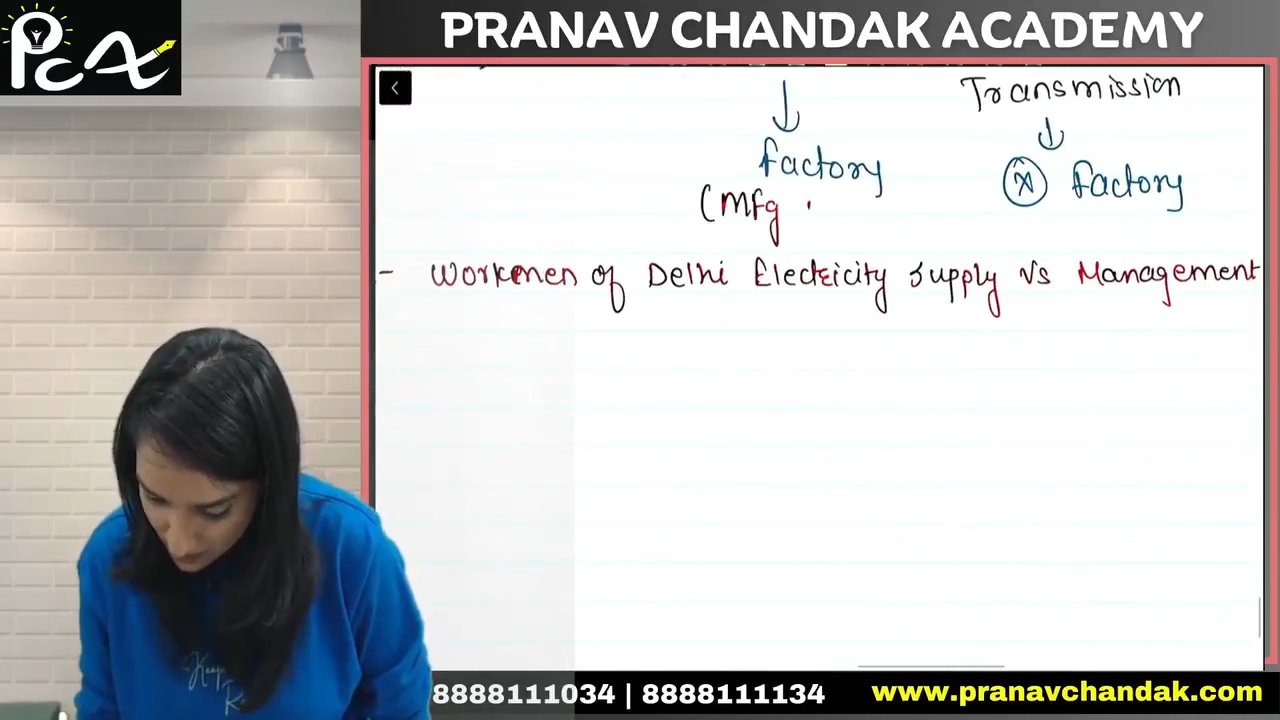 PCA
PRANAV CHANDAK ACADEMY
Transmission
factory
factory
(Mfg .
- Workmen of Delhi Electricity Supply Vs Management
Keep
8888111034 | 8888111134
www.pranavchandak.com